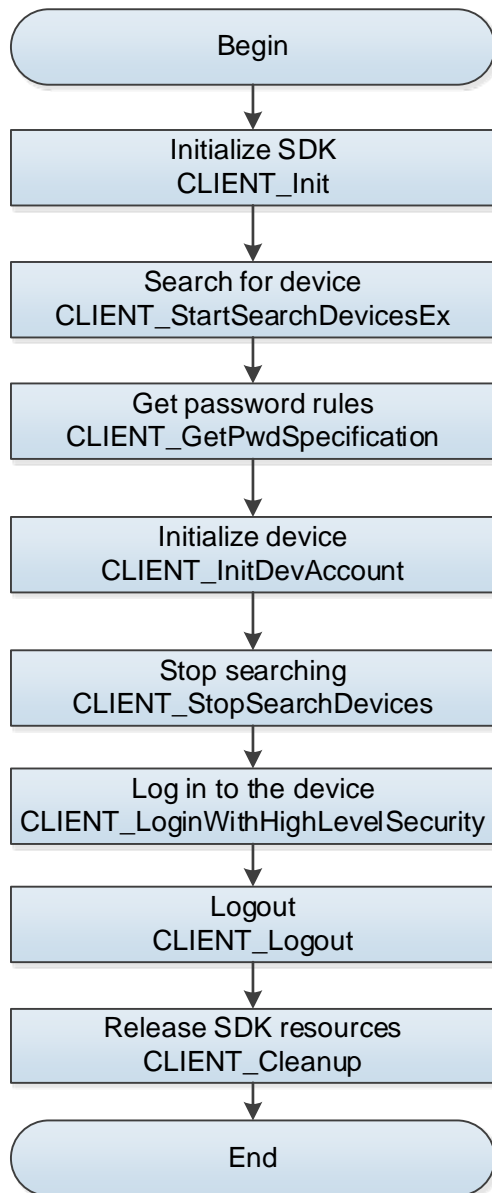 Begin
Initialize SDK
CLIENT_Init
Search for device
CLIENT_StartSearchDevicesEx
Get password rules
CLIENT_GetPwdSpecification
Initialize device
CLIENT_InitDevAccount
Stop searching
CLIENT_StopSearchDevices
Log in to the device
CLIENT_LoginWithHighLevelSecurity
Logout
CLIENT_Logout
Release SDK resources
CLIENT_Cleanup
End